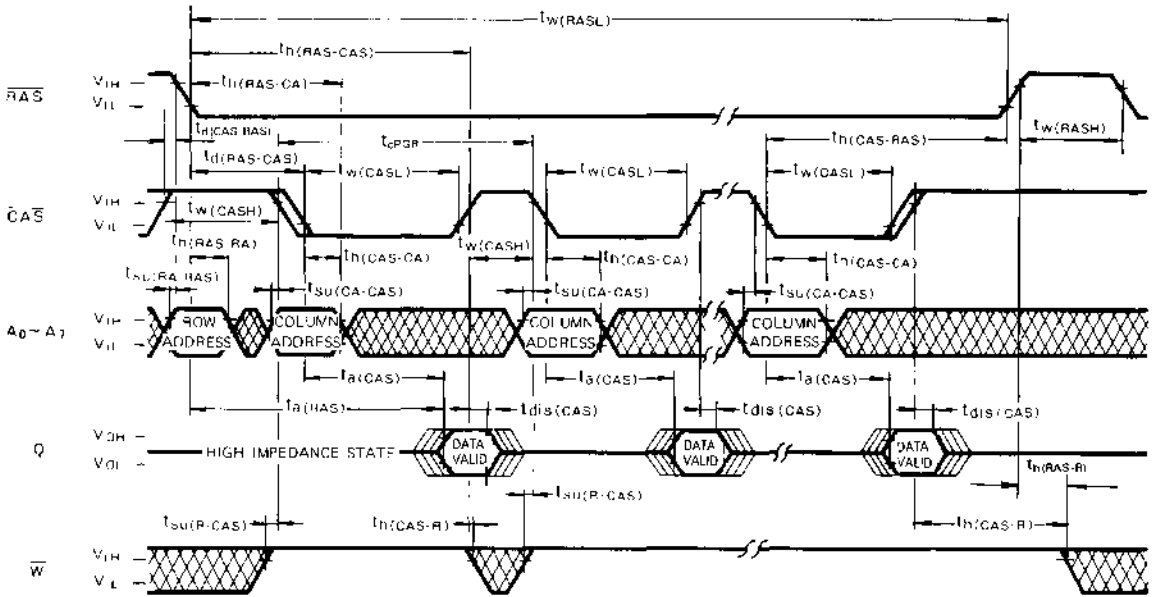 tw(RASL)
th(RAS-CAS)
RAS
VIH
VIL
th(RAS-CA)
td(CAS RAS)
tcPGR
th(CAS-RAS)
tw(RASH)
td(RAS-CAS)
tw(CASL)
tw(CASL)
tw(CASL)
CAS
VIH
VIL
tw(CASH)
th(RAS-RA)
tw(CASH)
th(CAS-CA)
th(CAS-CA)
th(CAS-CA)
tsu(RA-RAS)
tsu(CA-CAS)
tsu(CA-CAS)
tsu(CA-CAS)
A0~A7
VIH
VIL
ROW ADDRESS
COLUMN ADDRESS
COLUMN ADDRESS
COLUMN ADDRESS
ta(CAS)
ta(CAS)
ta(CAS)
ta(RAS)
tdis(CAS)
tdis(CAS)
tdis(CAS)
Q
VOH
VOL
HIGH IMPEDANCE STATE
DATA VALID
DATA VALID
DATA VALID
th(RAS-R)
tsu(R-CAS)
tsu(R-CAS)
th(CAS-R)
th(CAS-R)
W
VIH
VIL